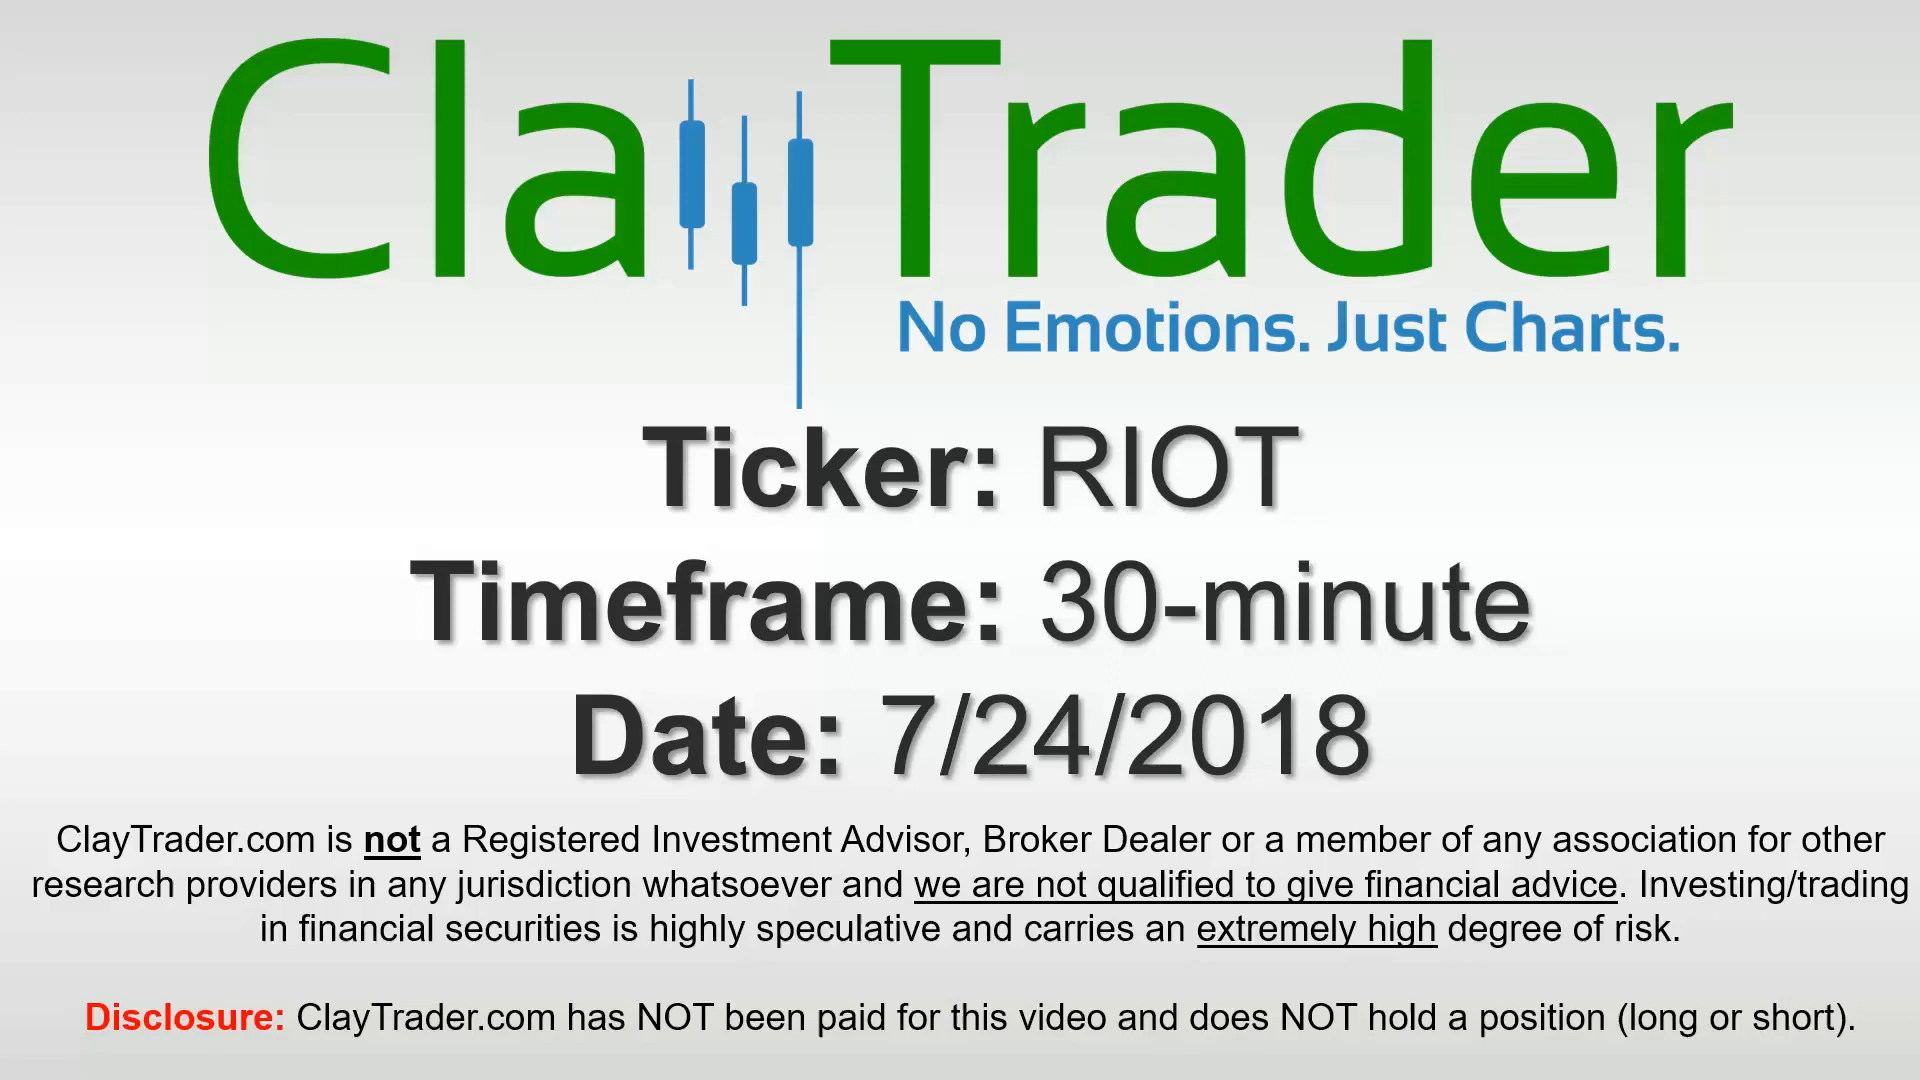 ClayTrader
No Emotions. Just Charts.
Ticker: RIOT
Timeframe: 30-minute
Date: 7/24/2018
ClayTrader.com is not a Registered Investment Advisor, Broker Dealer or a member of any association for other
research providers in any jurisdiction whatsoever and we are not qualified to give financial advice. Investing/trading
in financial securities is highly speculative and carries an extremely high degree of risk.
Disclosure: ClayTrader.com has NOT been paid for this video and does NOT hold a position (long or short).